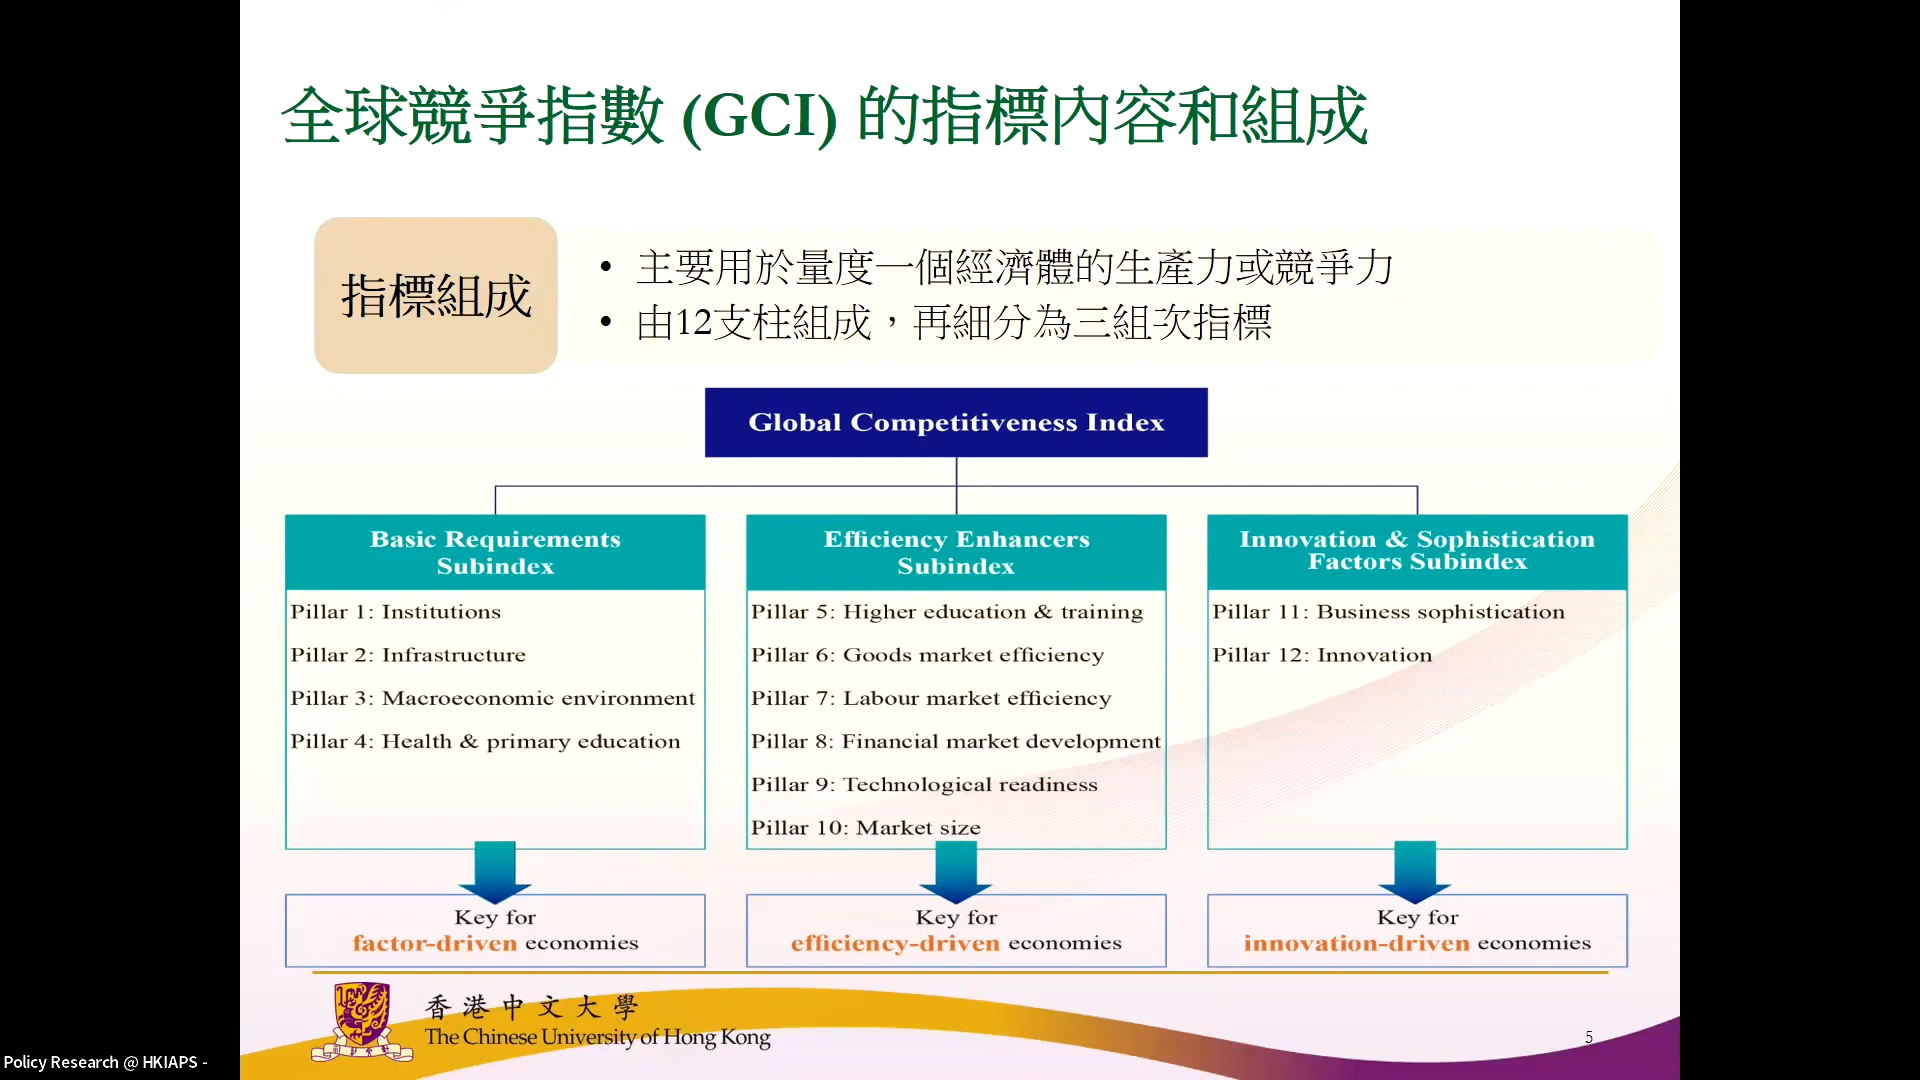 全球競爭指數 (GCI) 的指標內容和組成
指標組成
• 主要用於量度一個經濟體的生產力或競爭力
• 由12支柱組成，再細分為三組次指標
Global Competitiveness Index
Basic Requirements
Subindex
Pillar 1: Institutions
Pillar 2: Infrastructure
Pillar 3: Macroeconomic environment
Pillar 4: Health & primary education
Key for
factor-driven economies
Efficiency Enhancers
Subindex
Pillar 5: Higher education & training
Pillar 6: Goods market efficiency
Pillar 7: Labour market efficiency
Pillar 8: Financial market development
Pillar 9: Technological readiness
Pillar 10: Market size
Key for
efficiency-driven economies
Innovation & Sophistication
Factors Subindex
Pillar 11: Business sophistication
Pillar 12: Innovation
Key for
innovation-driven economies
香港中文大學
The Chinese University of Hong Kong
5
Policy Research @ HKIAPS -